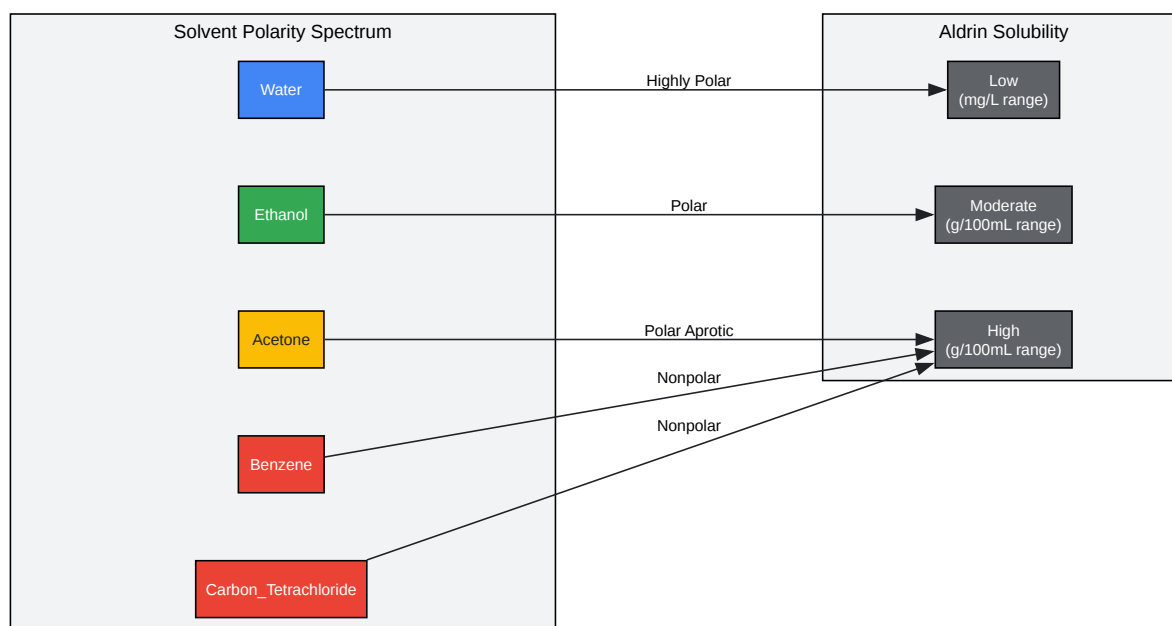 Solvent Polarity Spectrum
Aldrin Solubility
Water
Highly Polar
Low
(mg/L range)
Ethanol
Polar
Moderate
(g/100mL range)
Acetone
Polar Aprotic
High
(g/100mL range)
Nonpolar
Nonpolar
Benzene
Carbon_Tetrachloride